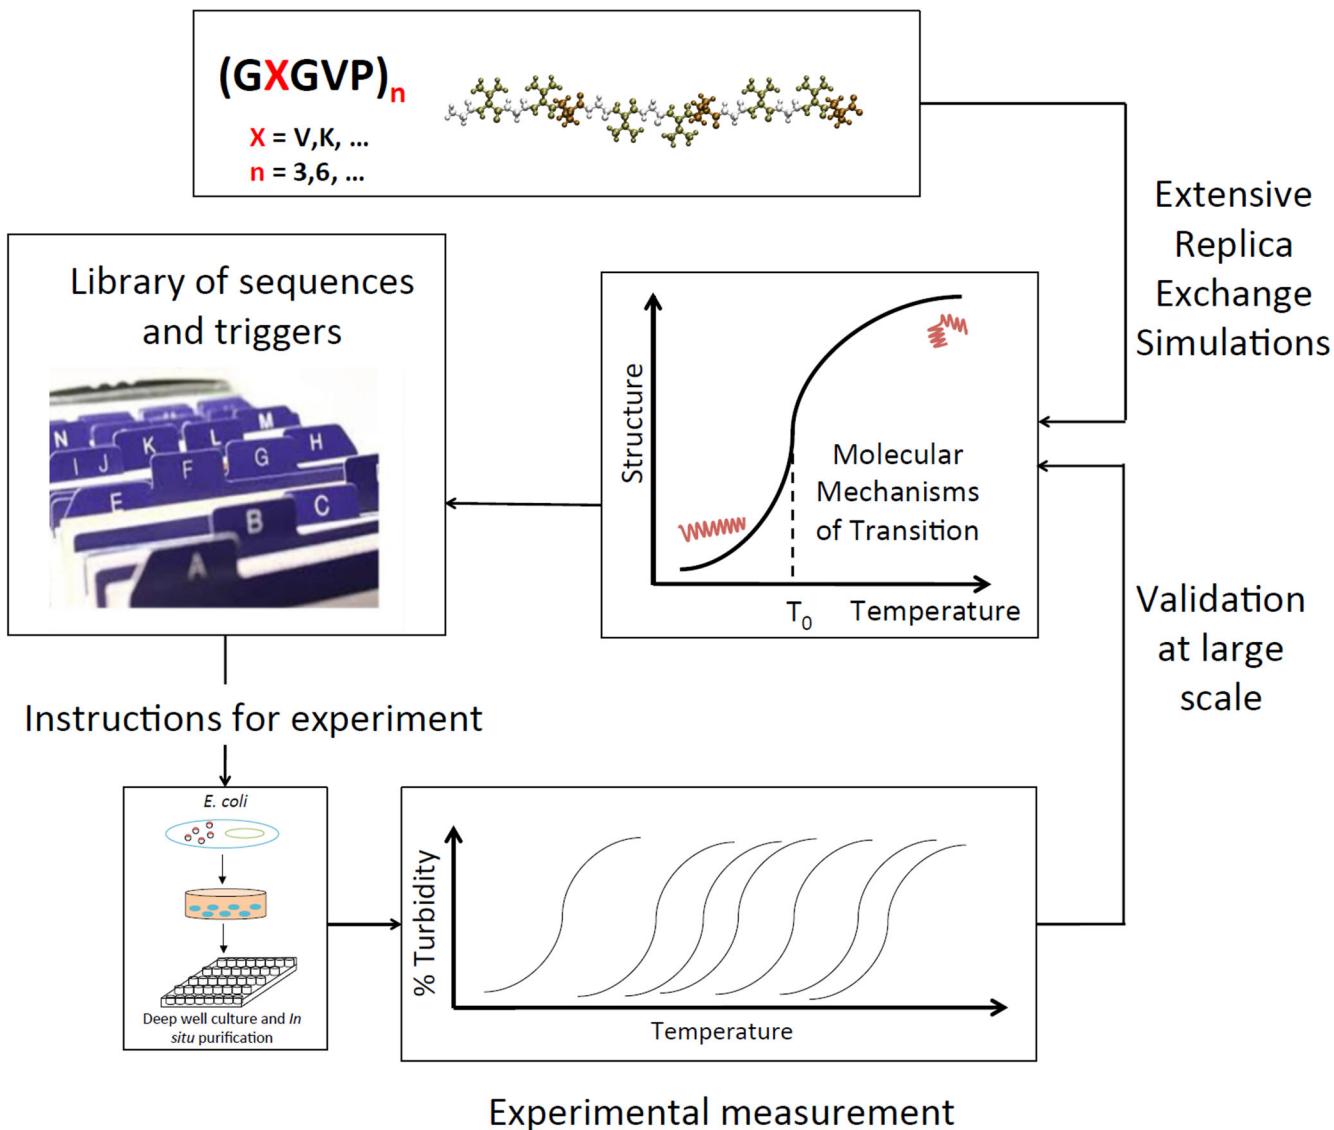 (GXGVP)n
X = V,K, ...
n = 3,6, ...
Extensive
Replica
Exchange
Simulations
Library of sequences
and triggers
N
M
K
L
H
I J
F
G
E
C
B
A
Structure
Molecular
Mechanisms
of Transition
T0
Temperature
Validation
at large
scale
Instructions for experiment
E. coli
Deep well culture and In
situ purification
% Turbidity
Temperature
Experimental measurement